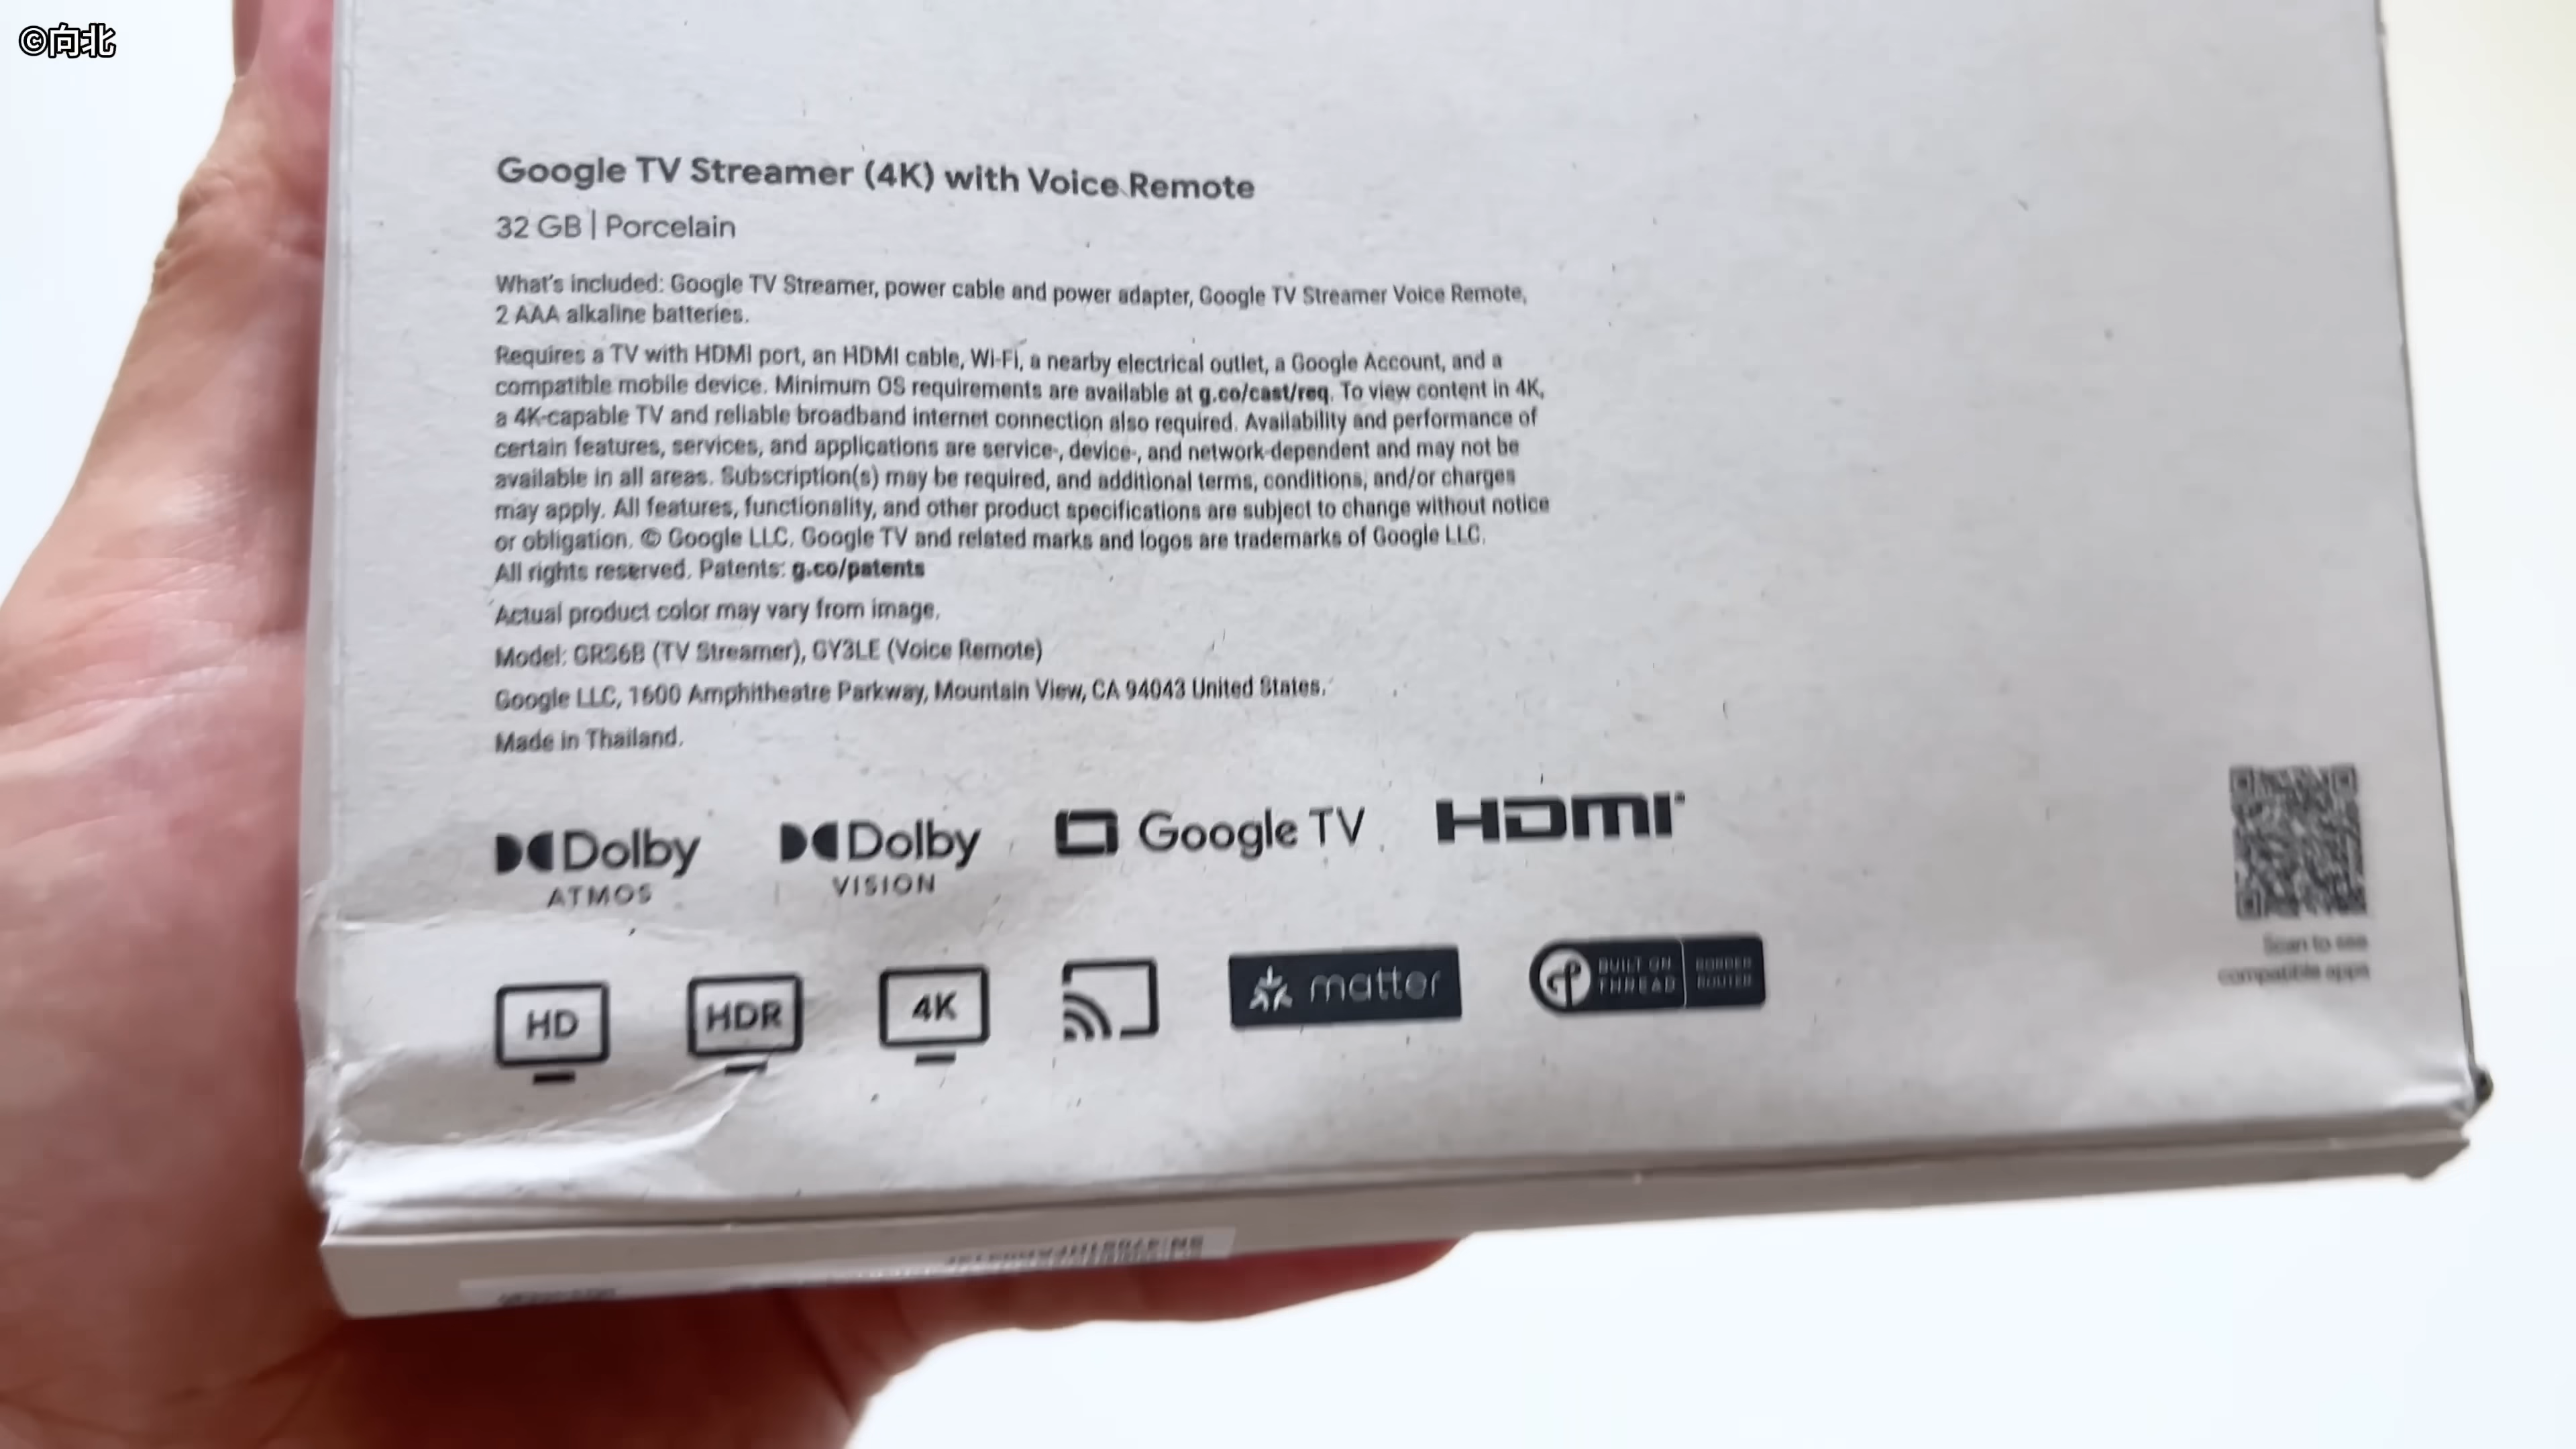 ©向北
Google TV Streamer (4K) with Voice Remote
32 GB | Porcelain
What's included: Google TV Streamer, power cable and power adapter, Google TV Streamer Voice Remote,
2 AAA alkaline batteries.
Requires a TV with HDMI port, an HDMI cable, Wi-Fi, a nearby electrical outlet, a Google Account, and a
compatible mobile device. Minimum OS requirements are available at g.co/cast/req. To view content in 4K,
a 4K-capable TV and reliable broadband internet connection also required. Availability and performance of
certain features, services, and applications are service-, device-, and network-dependent and may not be
available in all areas. Subscription(s) may be required, and additional terms, conditions, and/or charges
may apply. All features, functionality, and other product specifications are subject to change without notice
or obligation. © Google LLC. Google TV and related marks and logos are trademarks of Google LLC.
All rights reserved. Patents: g.co/patents
Actual product color may vary from image.
Model: GRS6B (TV Streamer), GY3LE (Voice Remote)
Google LLC, 1600 Amphitheatre Parkway, Mountain View, CA 94043 United States.
Made in Thailand.
Dolby ATMOS
Dolby VISION
Google TV
HDMI
HD
HDR
4K
matter
BUILT ON THREAD
BORDER ROUTER
Scan to see
compatible apps